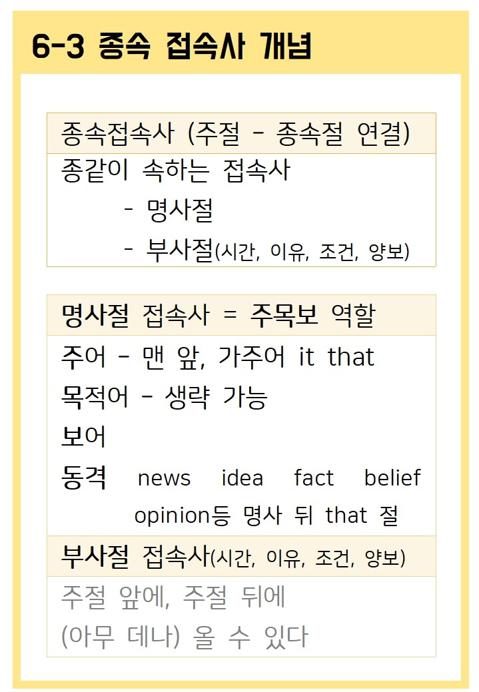 6-3 종속 접속사 개념
종속접속사 (주절 - 종속절 연결)
종같이 속하는 접속사
- 명사절
- 부사절(시간, 이유, 조건, 양보)
명사절 접속사 = 주목보 역할
주어 - 맨 앞, 가주어 it that
목적어 - 생략 가능
보어
동격 news idea fact belief
opinion등 명사 뒤 that 절
부사절 접속사(시간, 이유, 조건, 양보)
주절 앞에, 주절 뒤에
(아무 데나) 올 수 있다